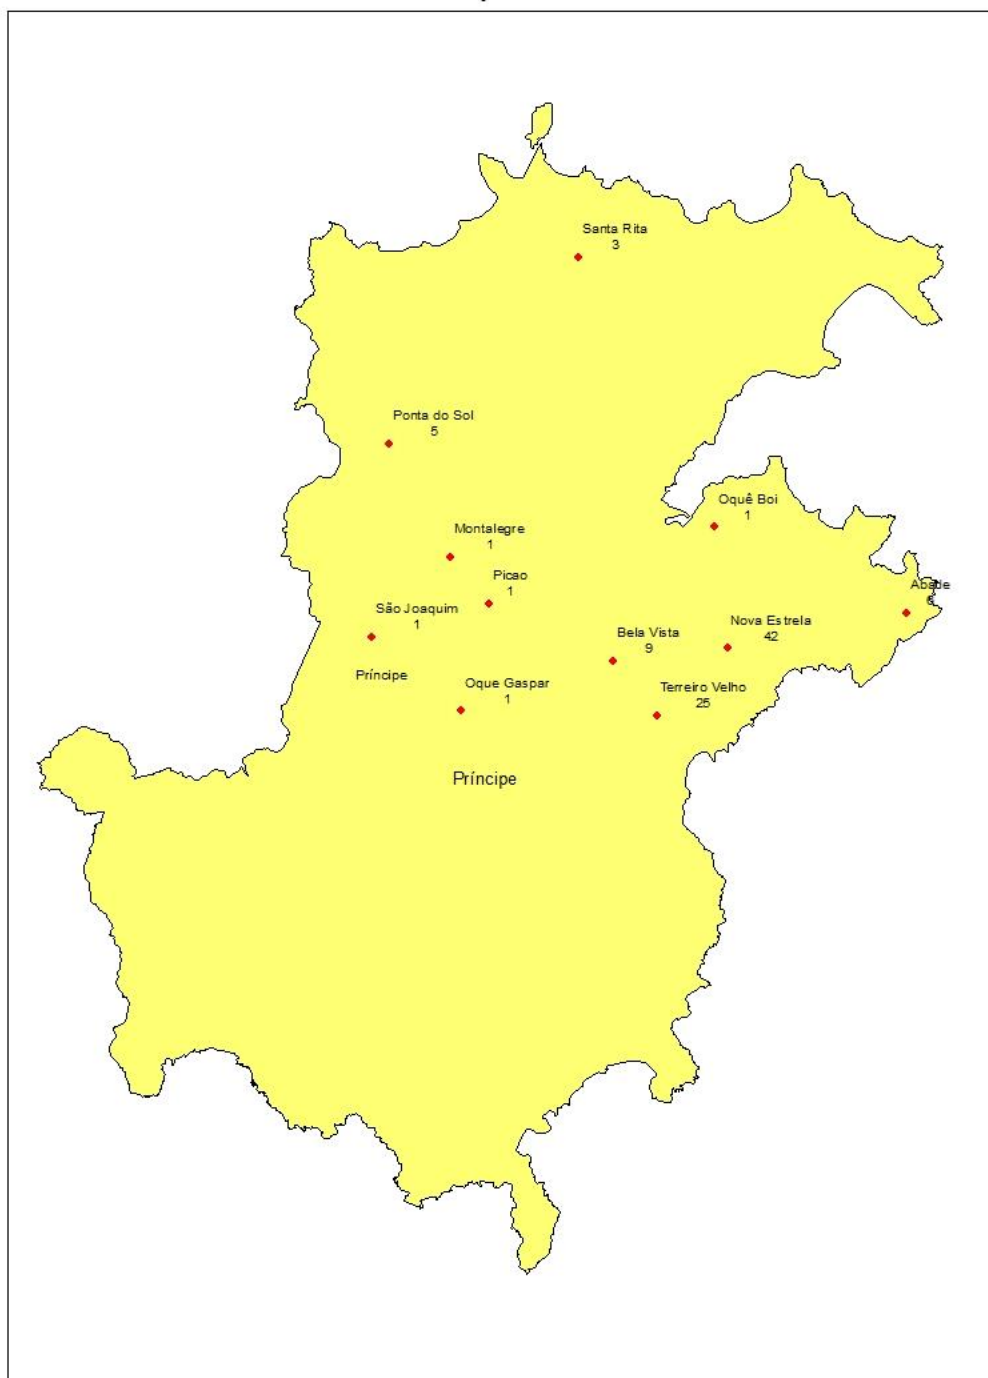 Santa Rita
3
Ponta do Sol
5
Oquê Boi
1
Montalegre
1
Picao
1
Abade
São Joaquim
1
Nova Estrela
42
Bela Vista
9
Príncipe
Oque Gaspar
1
Terreiro Velho
25
Príncipe